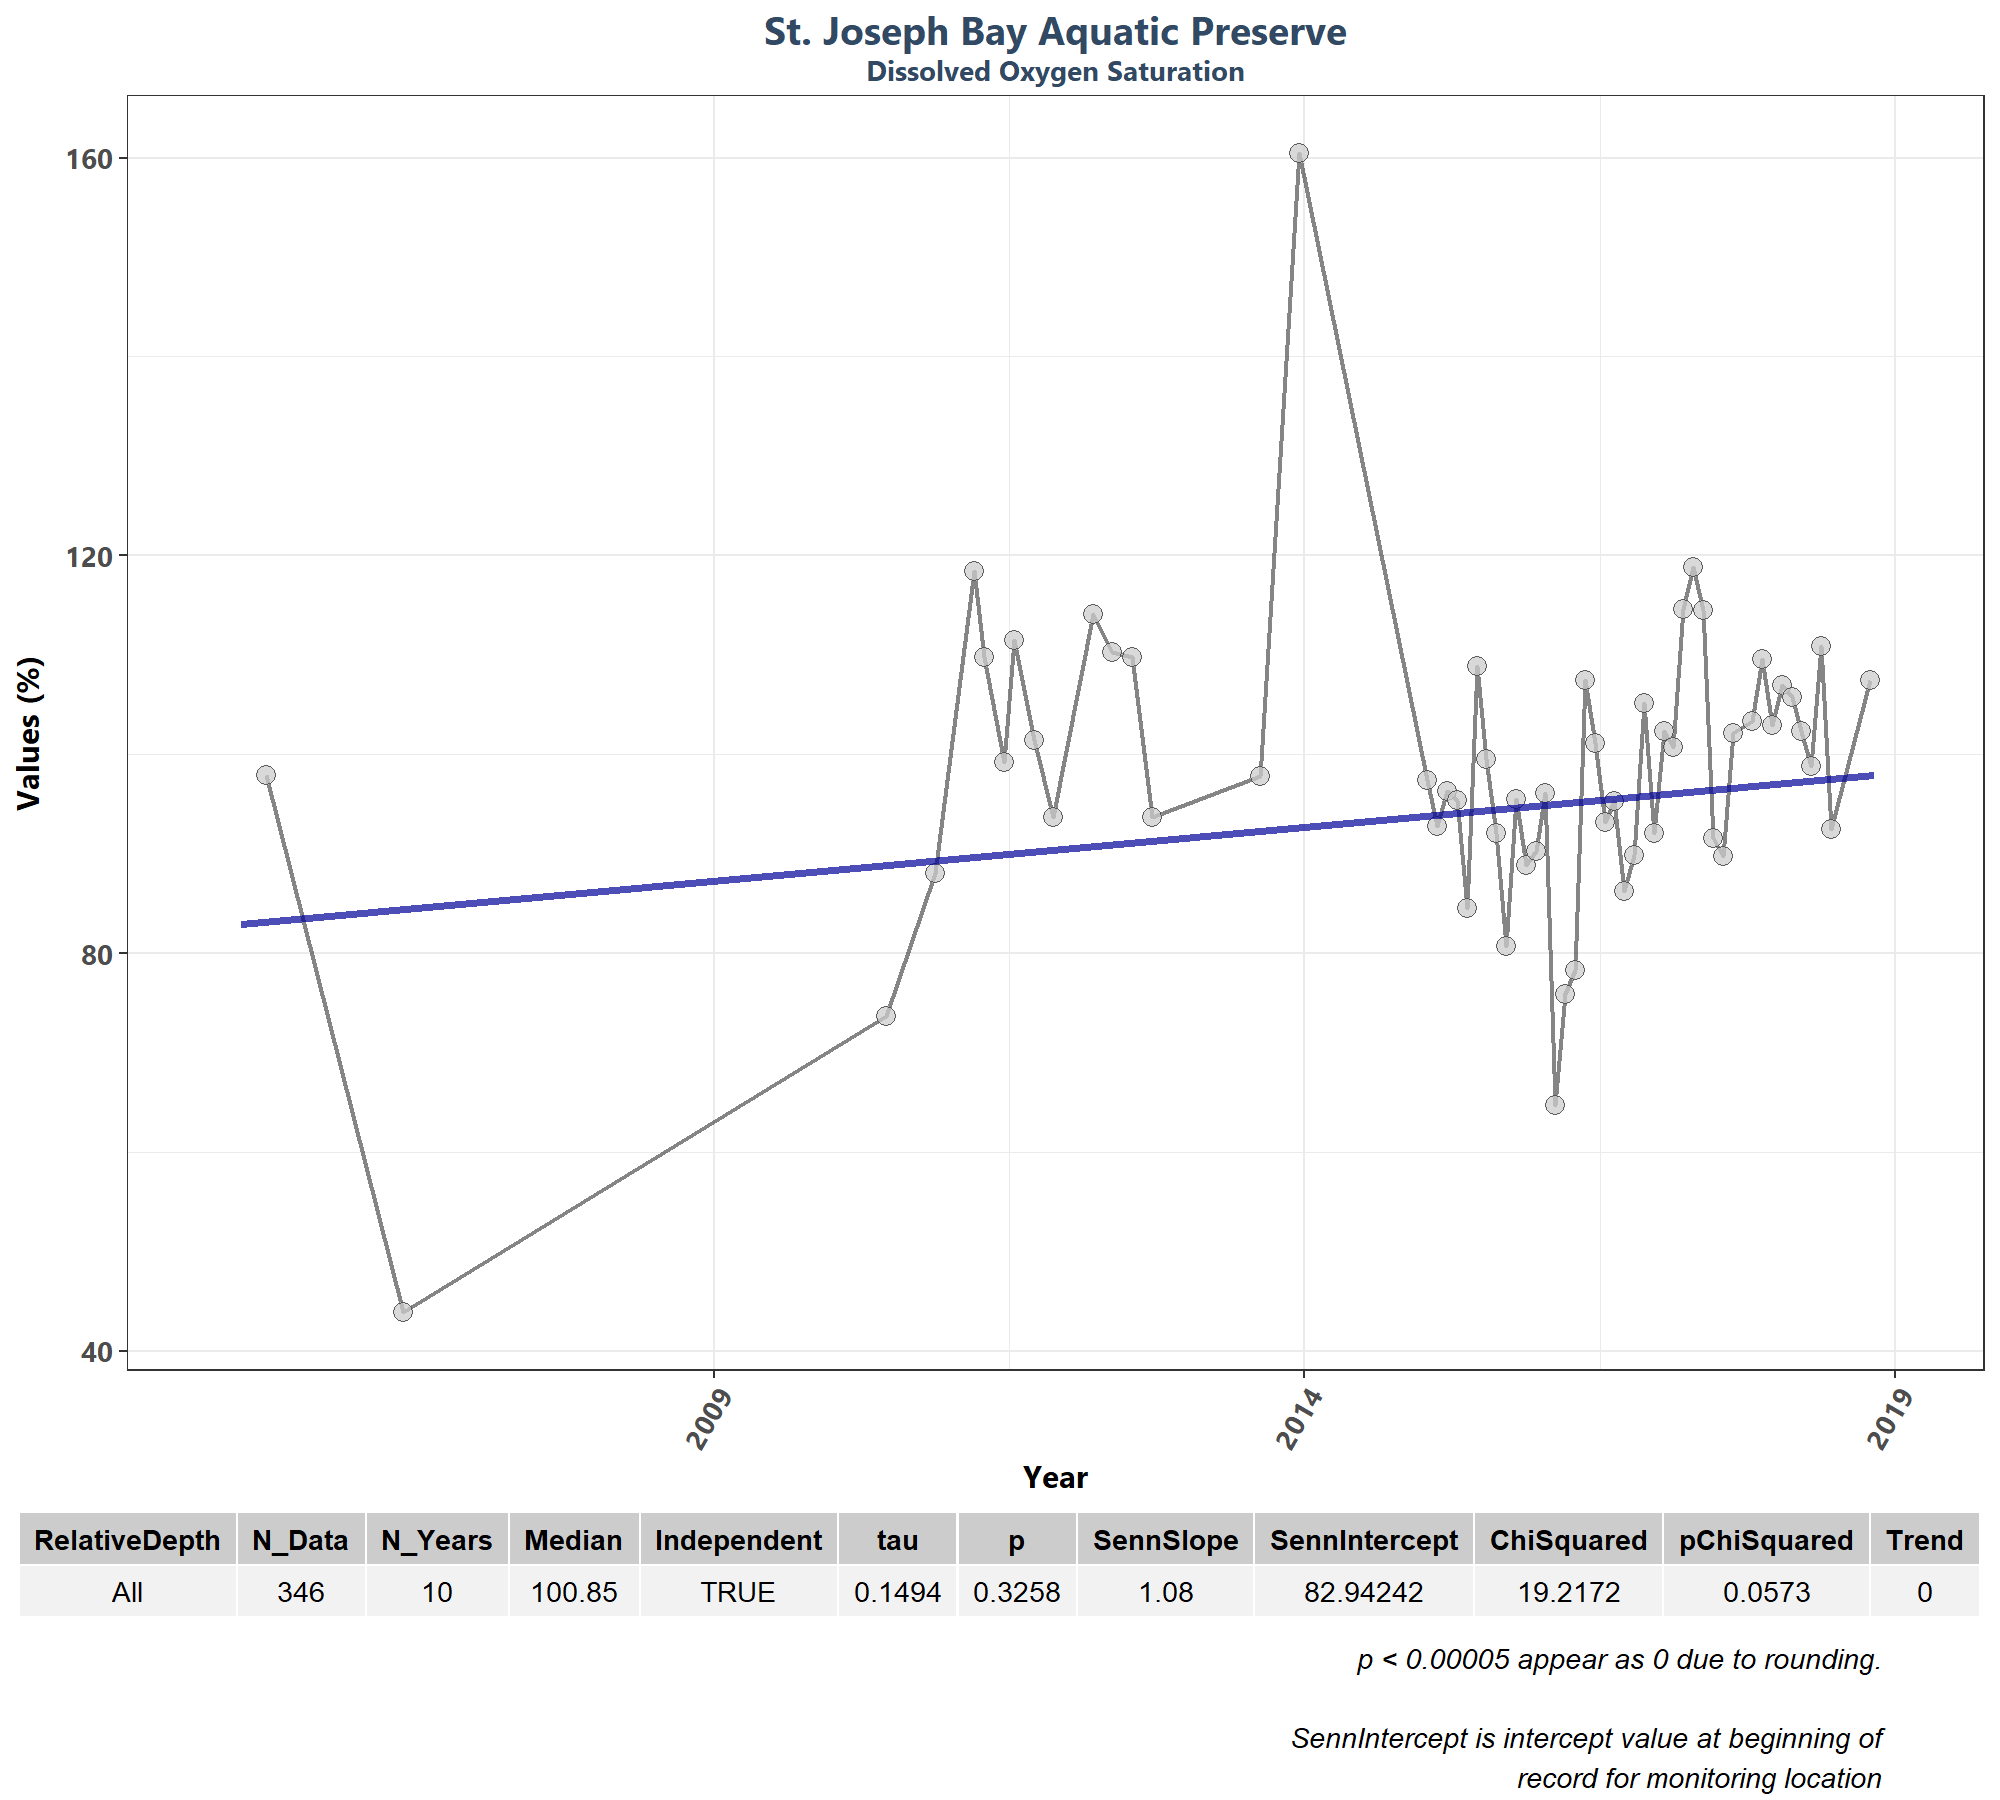 St. Joseph Bay Aquatic Preserve
Dissolved Oxygen Saturation
160
120
80
40
Values (%)
2009
2014
2019
Year
RelativeDepth N_Data N_Years Median Independent tau p SennSlope SennIntercept ChiSquared pChiSquared Trend
All 346 10 100.85 TRUE 0.1494 0.3258 1.08 82.94242 19.2172 0.0573 0
p < 0.00005 appear as 0 due to rounding.
SennIntercept is intercept value at beginning of
record for monitoring location